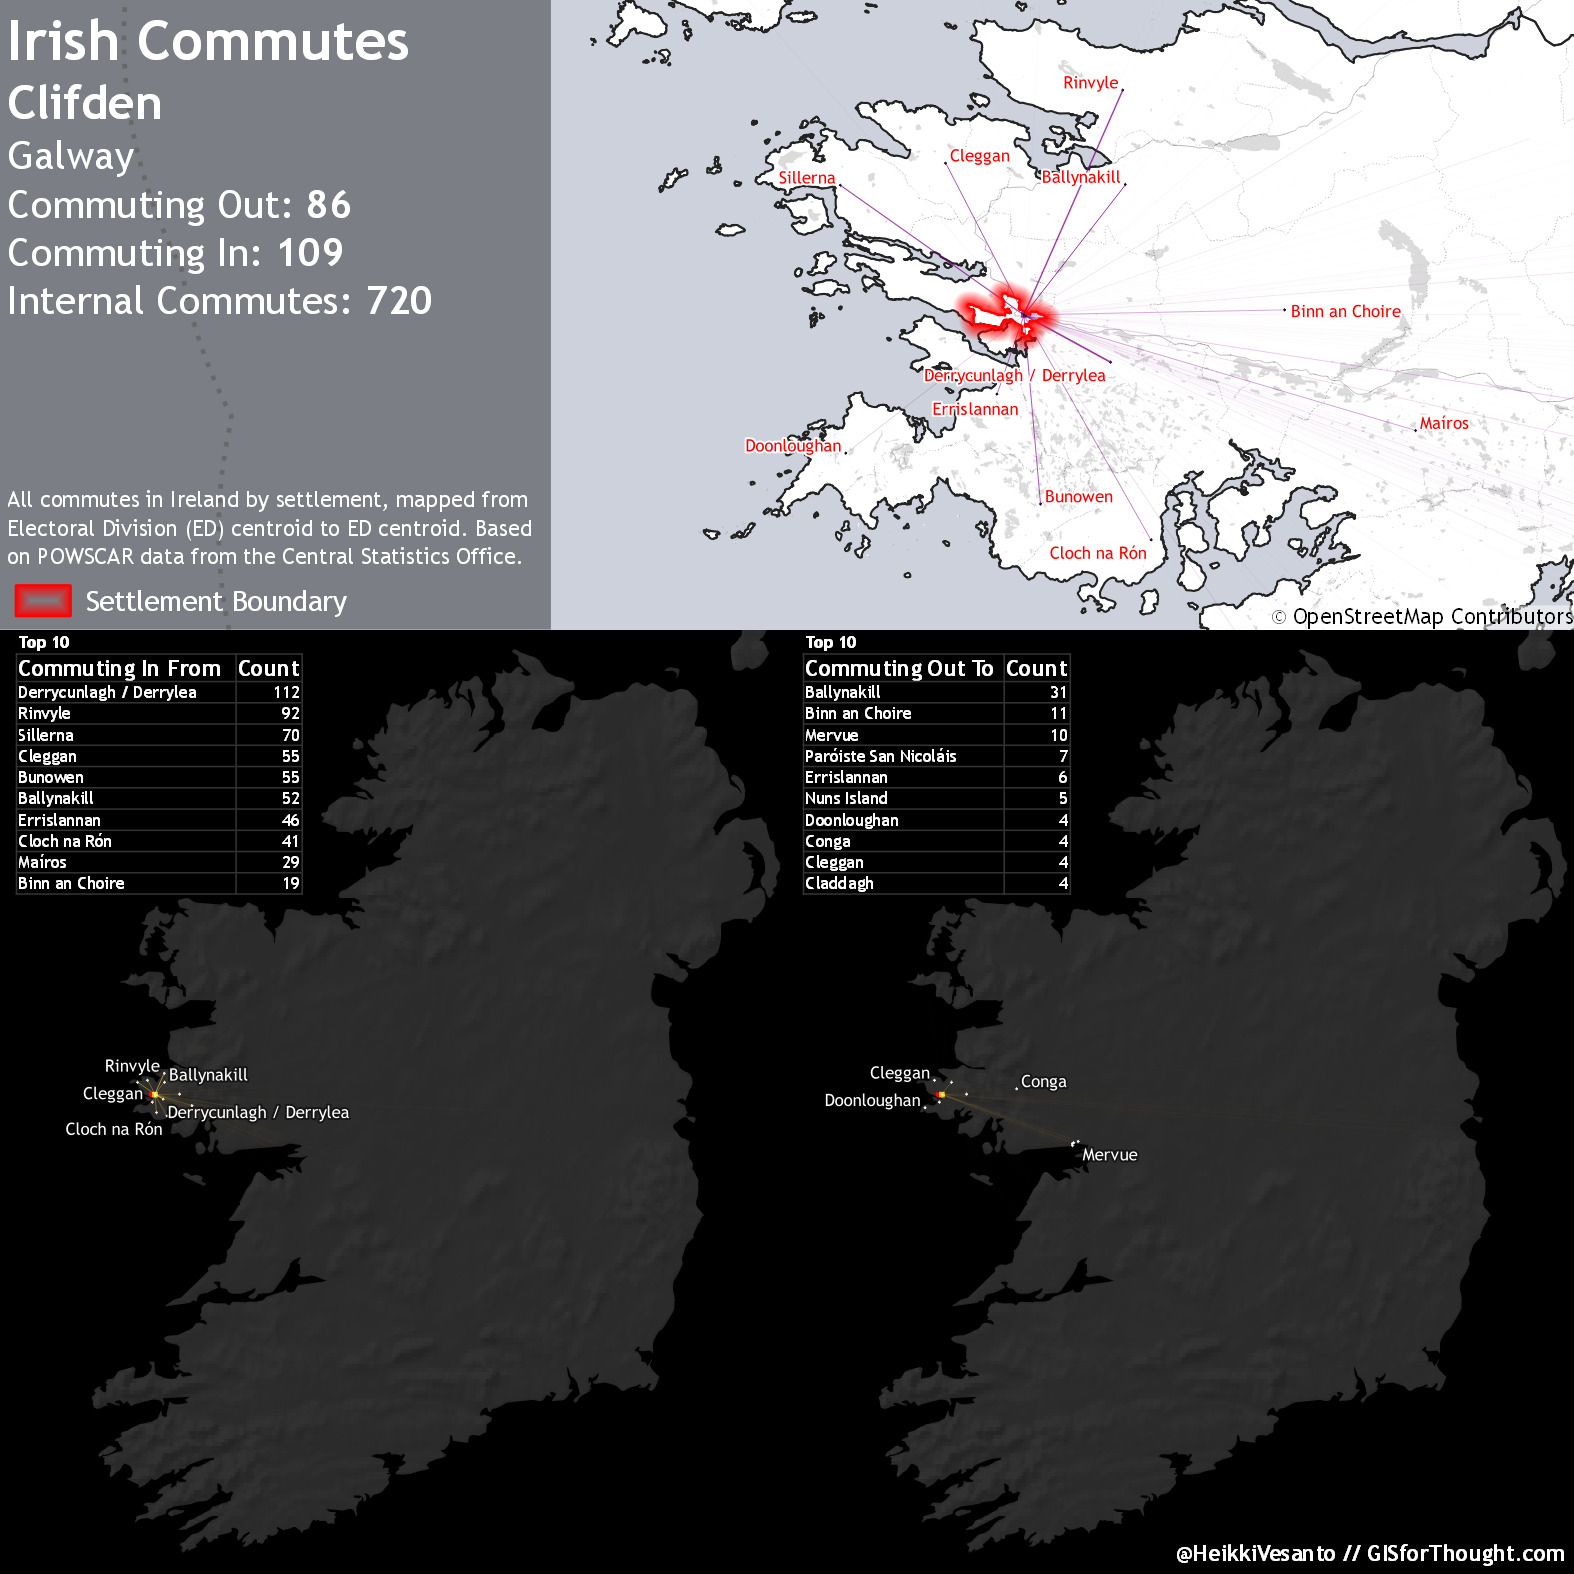 Irish Commutes
Clifden
Galway
Commuting Out: 86
Commuting In: 109
Internal Commutes: 720
All commutes in Ireland by settlement, mapped from
Electoral Division (ED) centroid to ED centroid. Based
on POWSCAR data from the Central Statistics Office.
Settlement Boundary
Rinvyle
Cleggan
Sillerna
Ballynakill
Binn an Choire
Derrycunlagh / Derrylea
Errislannan
Maíros
Doonloughan
Bunowen
Cloch na Rón
© OpenStreetMap Contributors
Top 10
Commuting In From Count
Derrycunlagh / Derrylea 112
Rinvyle 92
Sillerna 70
Cleggan 55
Bunowen 55
Ballynakill 52
Errislannan 46
Cloch na Rón 41
Maíros 29
Binn an Choire 19
Rinvyle
Ballynakill
Cleggan
Derrycunlagh / Derrylea
Cloch na Rón
Top 10
Commuting Out To Count
Ballynakill 31
Binn an Choire 11
Mervue 10
Paróiste San Nicoláis 7
Errislannan 6
Nuns Island 5
Doonloughan 4
Conga 4
Cleggan 4
Claddagh 4
Cleggan
Conga
Doonloughan
Mervue
@HeikkiVesanto // GISforThought.com